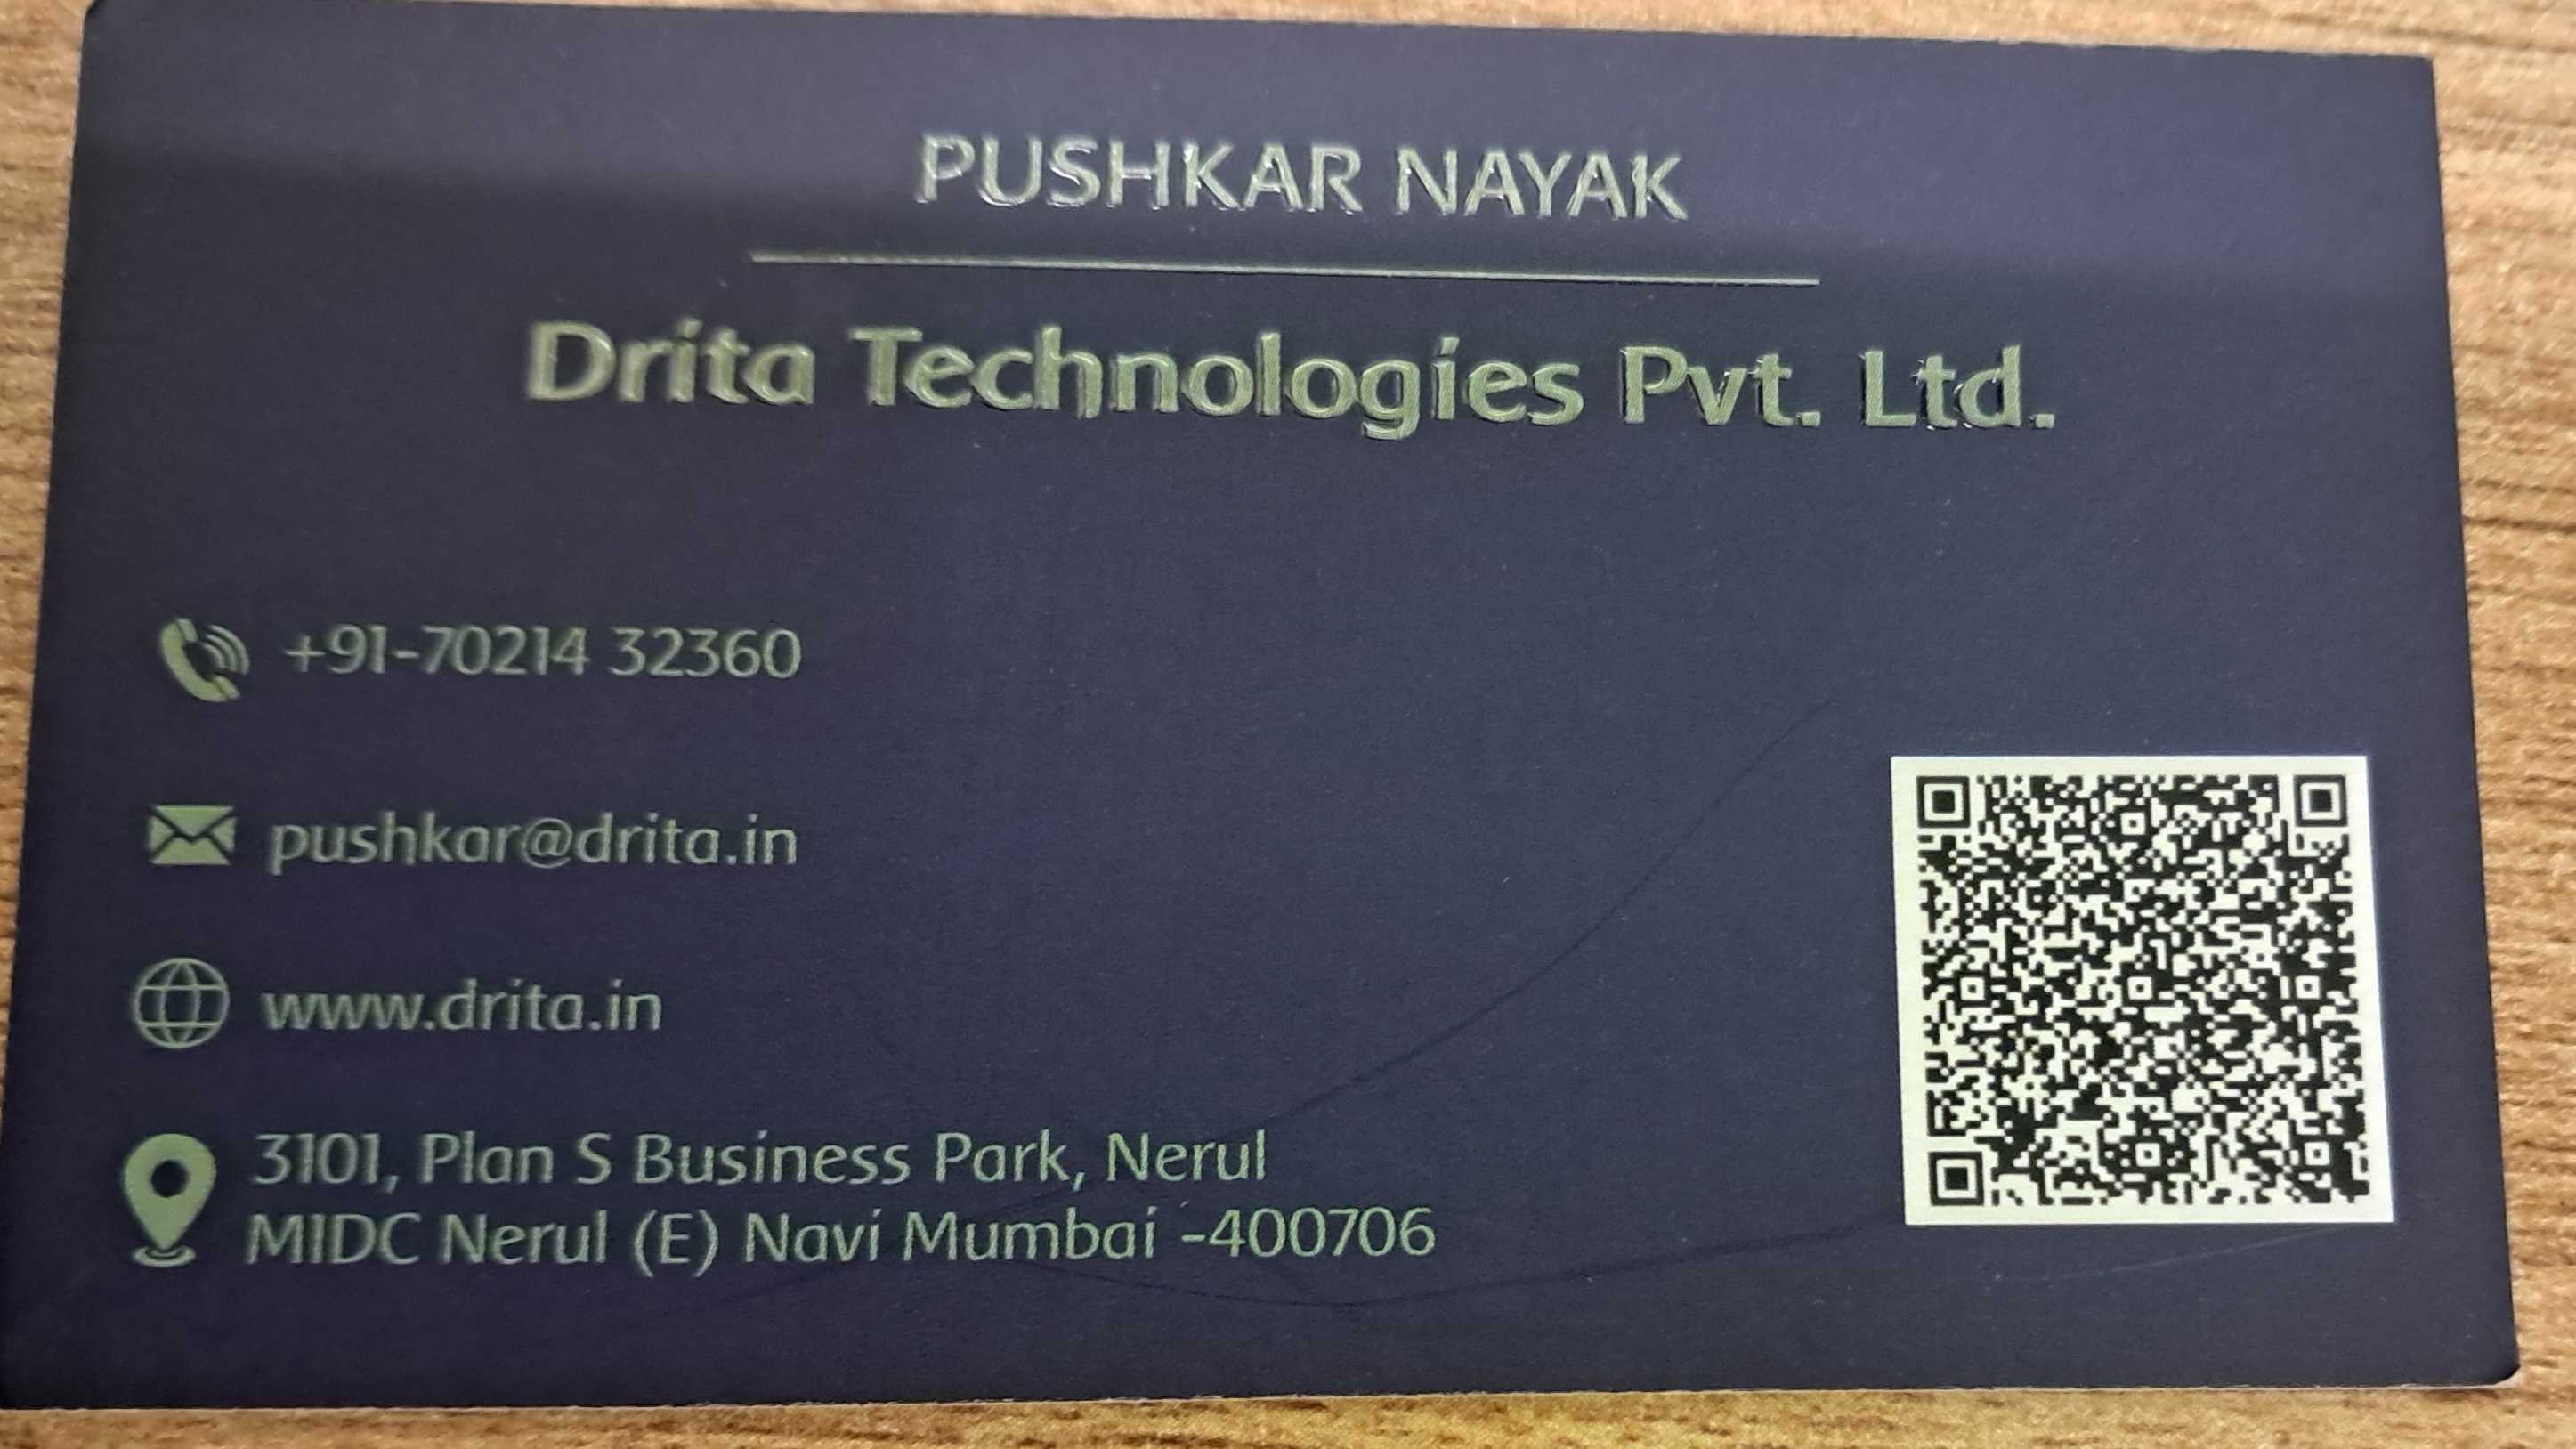 PUSHKAR NAYAK
Drita Technologies Pvt. Ltd.
+91-70214 32360
pushkar@drita.in
www.drita.in
3101, Plan S Business Park, Nerul
MIDC Nerul (E) Navi Mumbai -400706